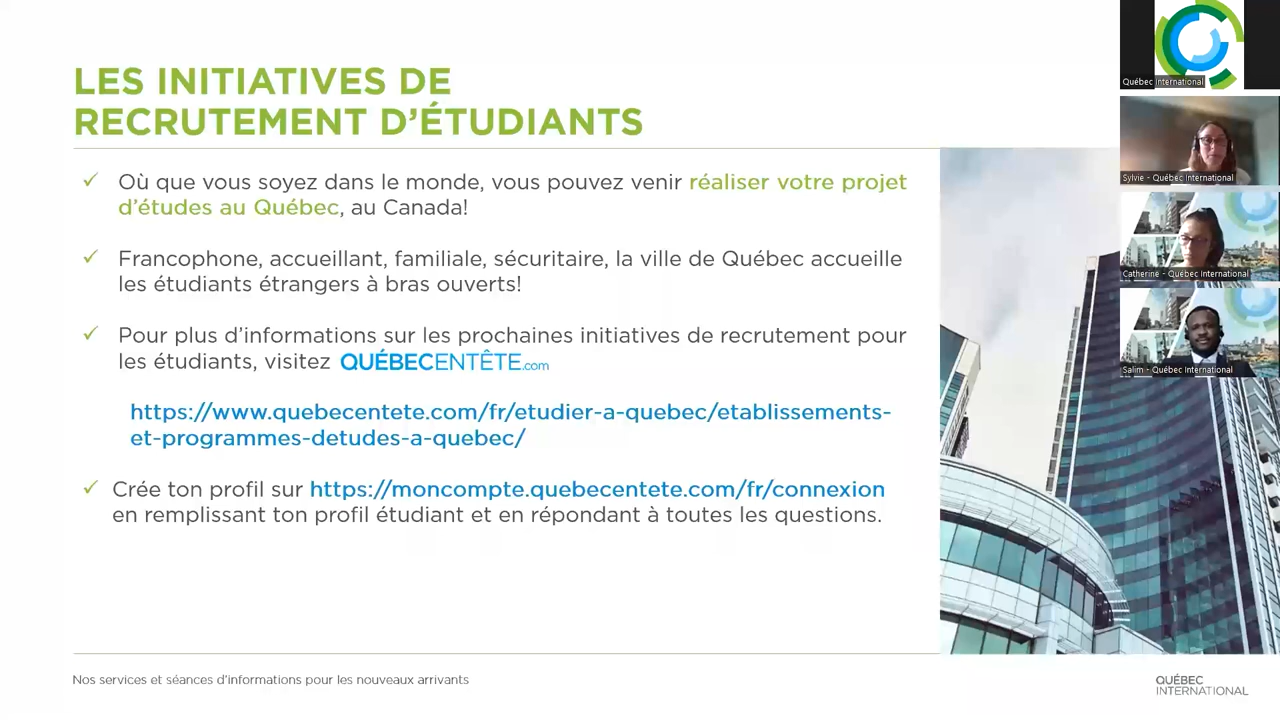 LES INITIATIVES DE
RECRUTEMENT D'ÉTUDIANTS
Où que vous soyez dans le monde, vous pouvez venir réaliser votre projet
d'études au Québec, au Canada!
Francophone, accueillant, familiale, sécuritaire, la ville de Québec accueille
les étudiants étrangers à bras ouverts!
Pour plus d'informations sur les prochaines initiatives de recrutement pour
les étudiants, visitez QUÉBECENTÊTE.com
https://www.quebecentete.com/fr/etudier-a-quebec/etablissements-
et-programmes-detudes-a-quebec/
Crée ton profil sur https://moncompte.quebecentete.com/fr/connexion
en remplissant ton profil étudiant et en répondant à toutes les questions.
Nos services et séances d'informations pour les nouveaux arrivants
QUÉBEC
INTERNATIONAL
Québec International
Sylvie - Québec International
Catherine - Québec International
Salim - Québec International